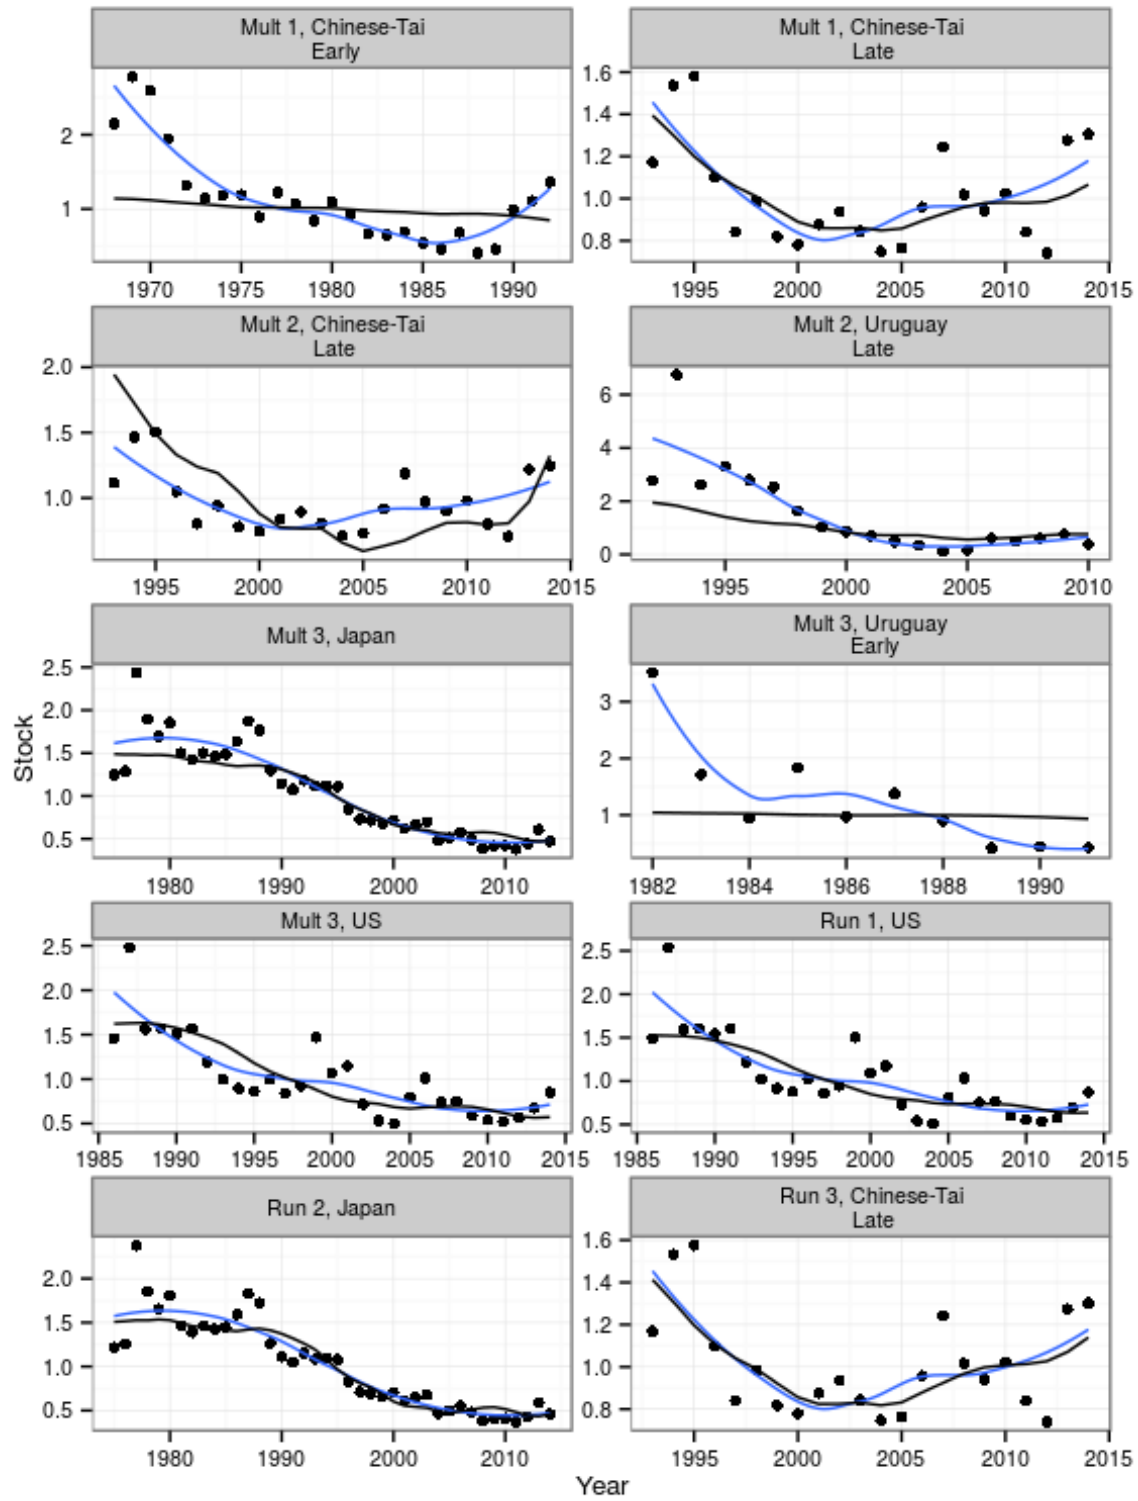 Mult 1, Chinese-Tai
Early
2
1
1970 1975 1980 1985 1990
Mult 1, Chinese-Tai
Late
1.6
1.4
1.2
1.0
0.8
1995 2000 2005 2010 2015
Mult 2, Chinese-Tai
Late
2.0
1.5
1.0
1995 2000 2005 2010 2015
Mult 2, Uruguay
Late
6
4
2
0
1995 2000 2005 2010
Mult 3, Japan
2.5
2.0
1.5
1.0
0.5
1980 1990 2000 2010
Mult 3, Uruguay
Early
3
2
1
1982 1984 1986 1988 1990
Mult 3, US
2.5
2.0
1.5
1.0
0.5
1985 1990 1995 2000 2005 2010 2015
Run 1, US
2.5
2.0
1.5
1.0
0.5
1985 1990 1995 2000 2005 2010 2015
Run 2, Japan
2.0
1.5
1.0
0.5
1980 1990 2000 2010
Run 3, Chinese-Tai
Late
1.6
1.4
1.2
1.0
0.8
1995 2000 2005 2010 2015
Stock
Year